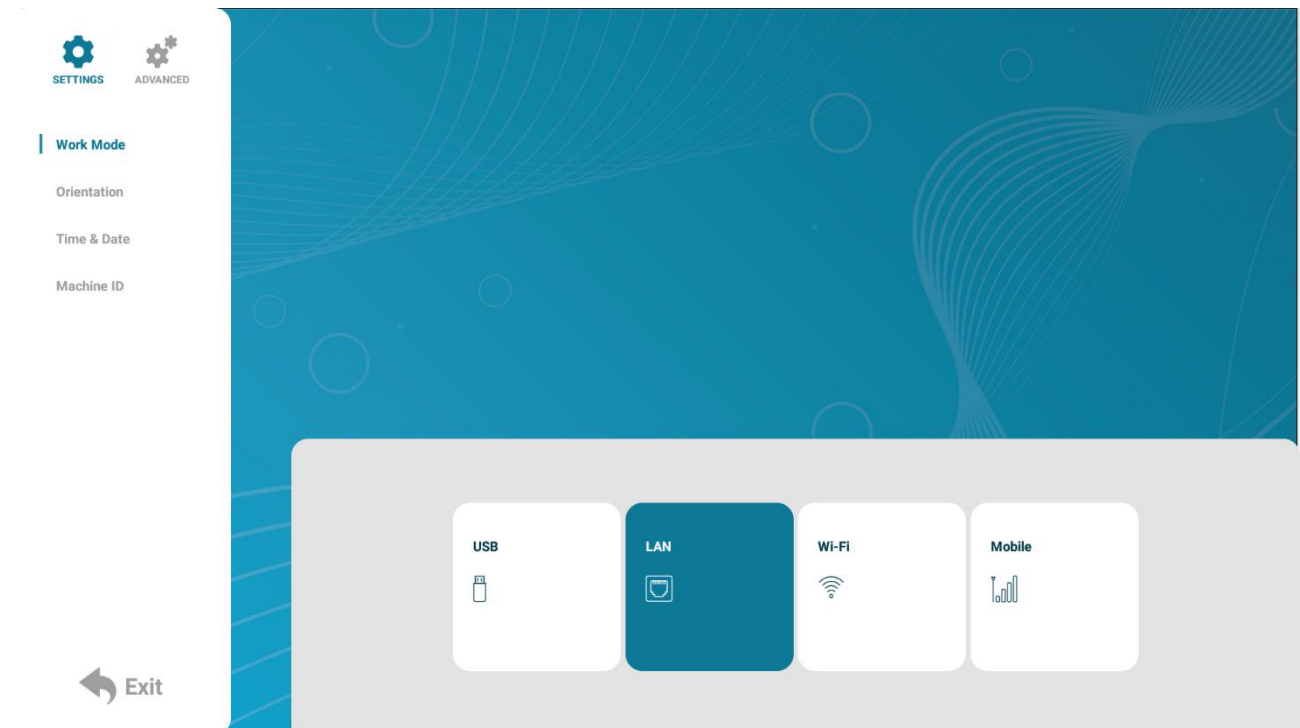 SETTINGS
ADVANCED
Work Mode
Orientation
Time & Date
Machine ID
USB
LAN
Wi-Fi
Mobile
Exit